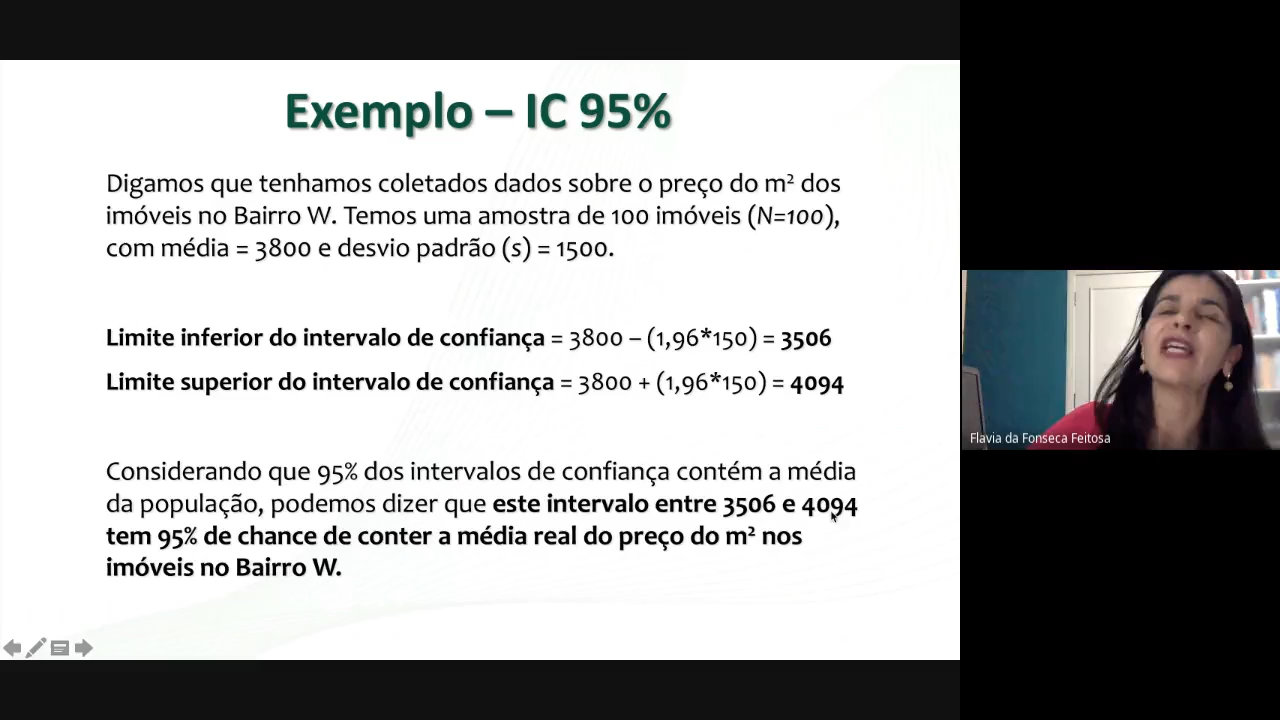 Exemplo – IC 95%
Digamos que tenhamos coletados dados sobre o preço do m² dos
imóveis no Bairro W. Temos uma amostra de 100 imóveis (N=100),
com média = 3800 e desvio padrão (s) = 1500.
Limite inferior do intervalo de confiança = 3800 – (1,96*150) = 3506
Limite superior do intervalo de confiança = 3800 + (1,96*150) = 4094
Considerando que 95% dos intervalos de confiança contém a média
da população, podemos dizer que este intervalo entre 3506 e 4094
tem 95% de chance de conter a média real do preço do m² nos
imóveis no Bairro W.
Flavia da Fonseca Feitosa